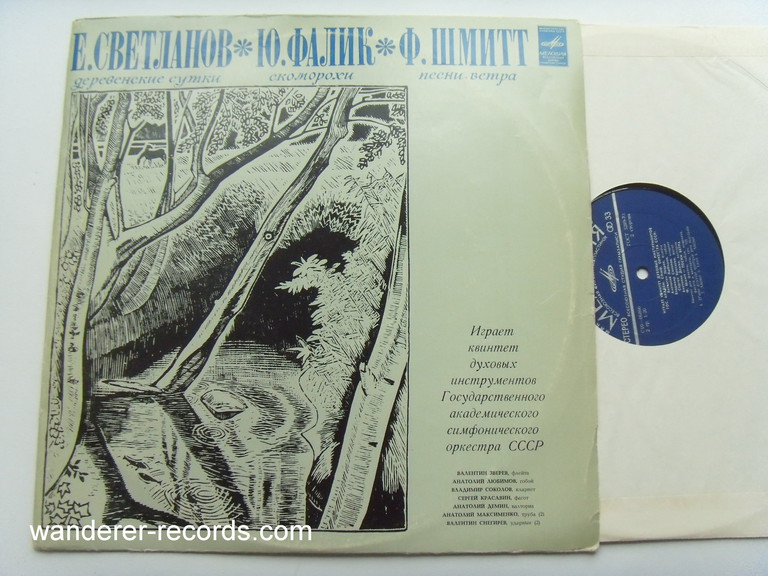 Е.СВЕТЛАНОВ*Ю.ФАЛИК*Ф.ШМИТТ
деревенские сутки скоморохи песни ветра
Играет
квинтет
духовых
инструментов
Государственного
академического
симфонического
оркестра СССР
ВАЛЕНТИН ЗВЕРЕВ, флейта
АНАТОЛИЙ ЛЮБИМОВ, гобой
ВЛАДИМИР СОКОЛОВ, кларнет
СЕРГЕЙ КРАСАВИН, фагот
АНАТОЛИЙ ДЕМИН, валторна
АНАТОЛИЙ МАКСИМЕНКО, труба (2)
ВАЛЕНТИН СНЕГИРЕВ, ударные (2)
33
СТЕРЕО
wanderer-records.com